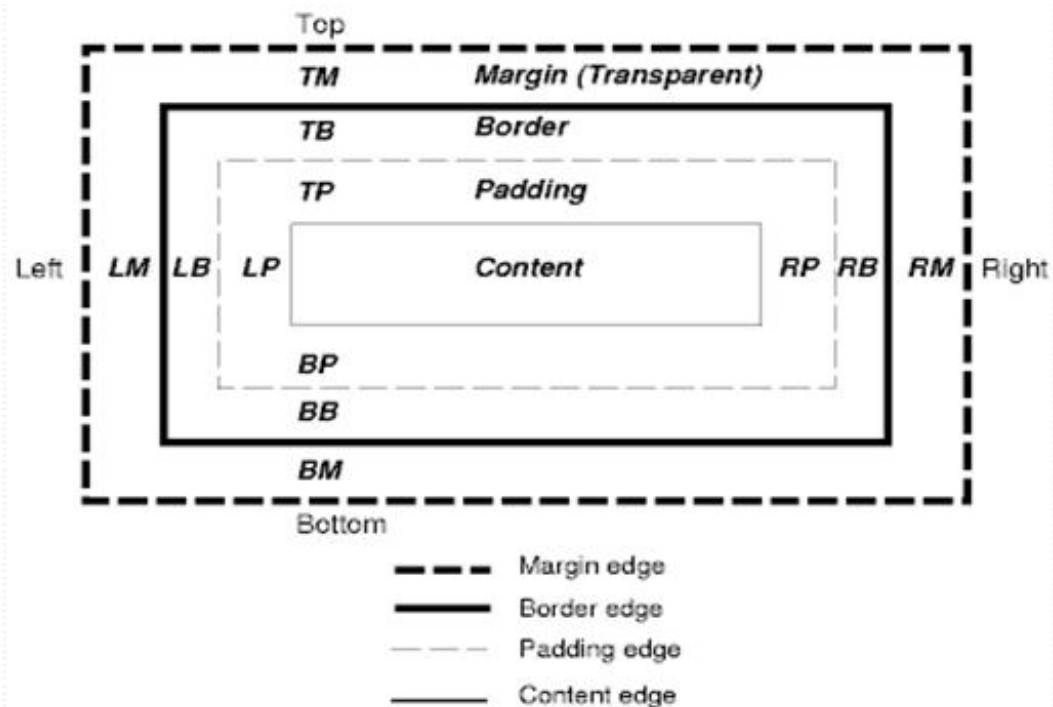 Top
TM Margin (Transparent)
TB Border
TP Padding
Left LM LB LP Content RP RB RM Right
BP
BB
BM
Bottom
Margin edge
Border edge
Padding edge
Content edge